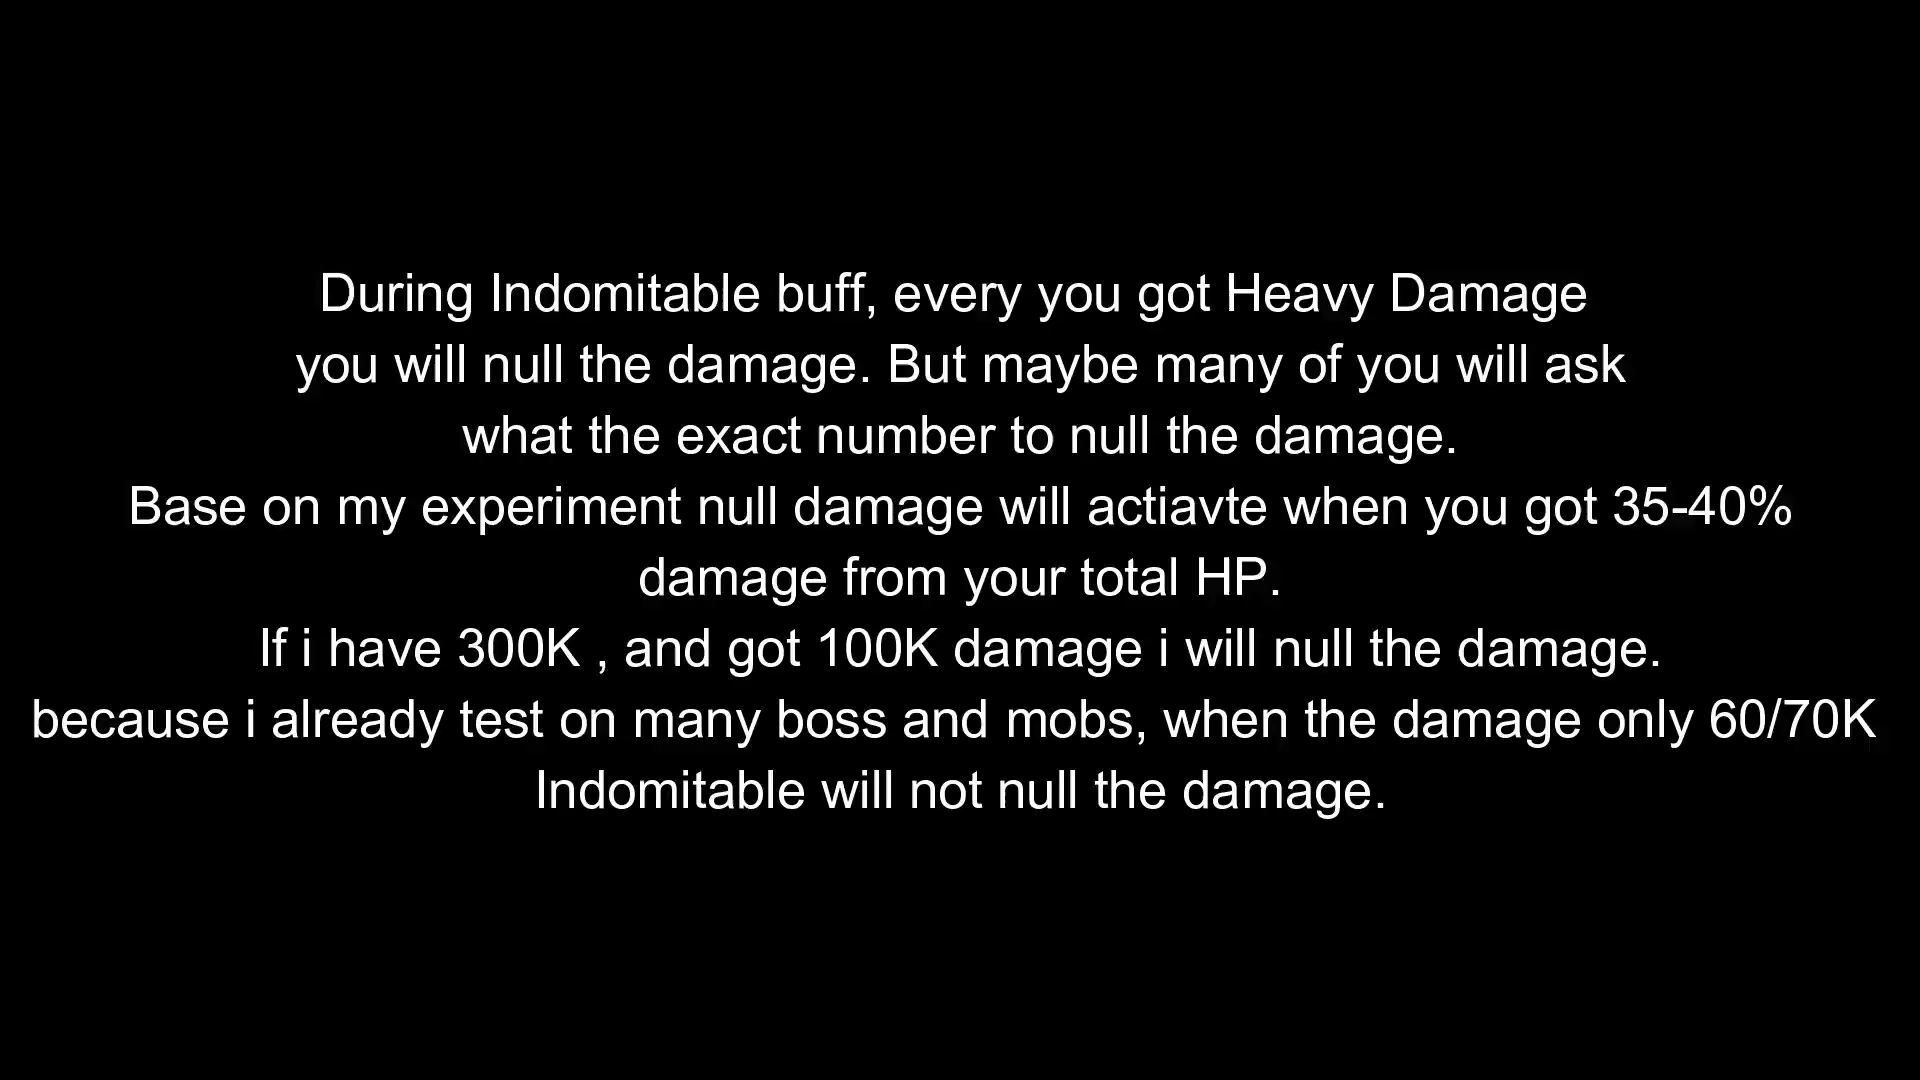 During Indomitable buff, every you got Heavy Damage
you will null the damage. But maybe many of you will ask
what the exact number to null the damage.
Base on my experiment null damage will actiavte when you got 35-40%
damage from your total HP.
If i have 300K , and got 100K damage i will null the damage.
because i already test on many boss and mobs, when the damage only 60/70K
Indomitable will not null the damage.